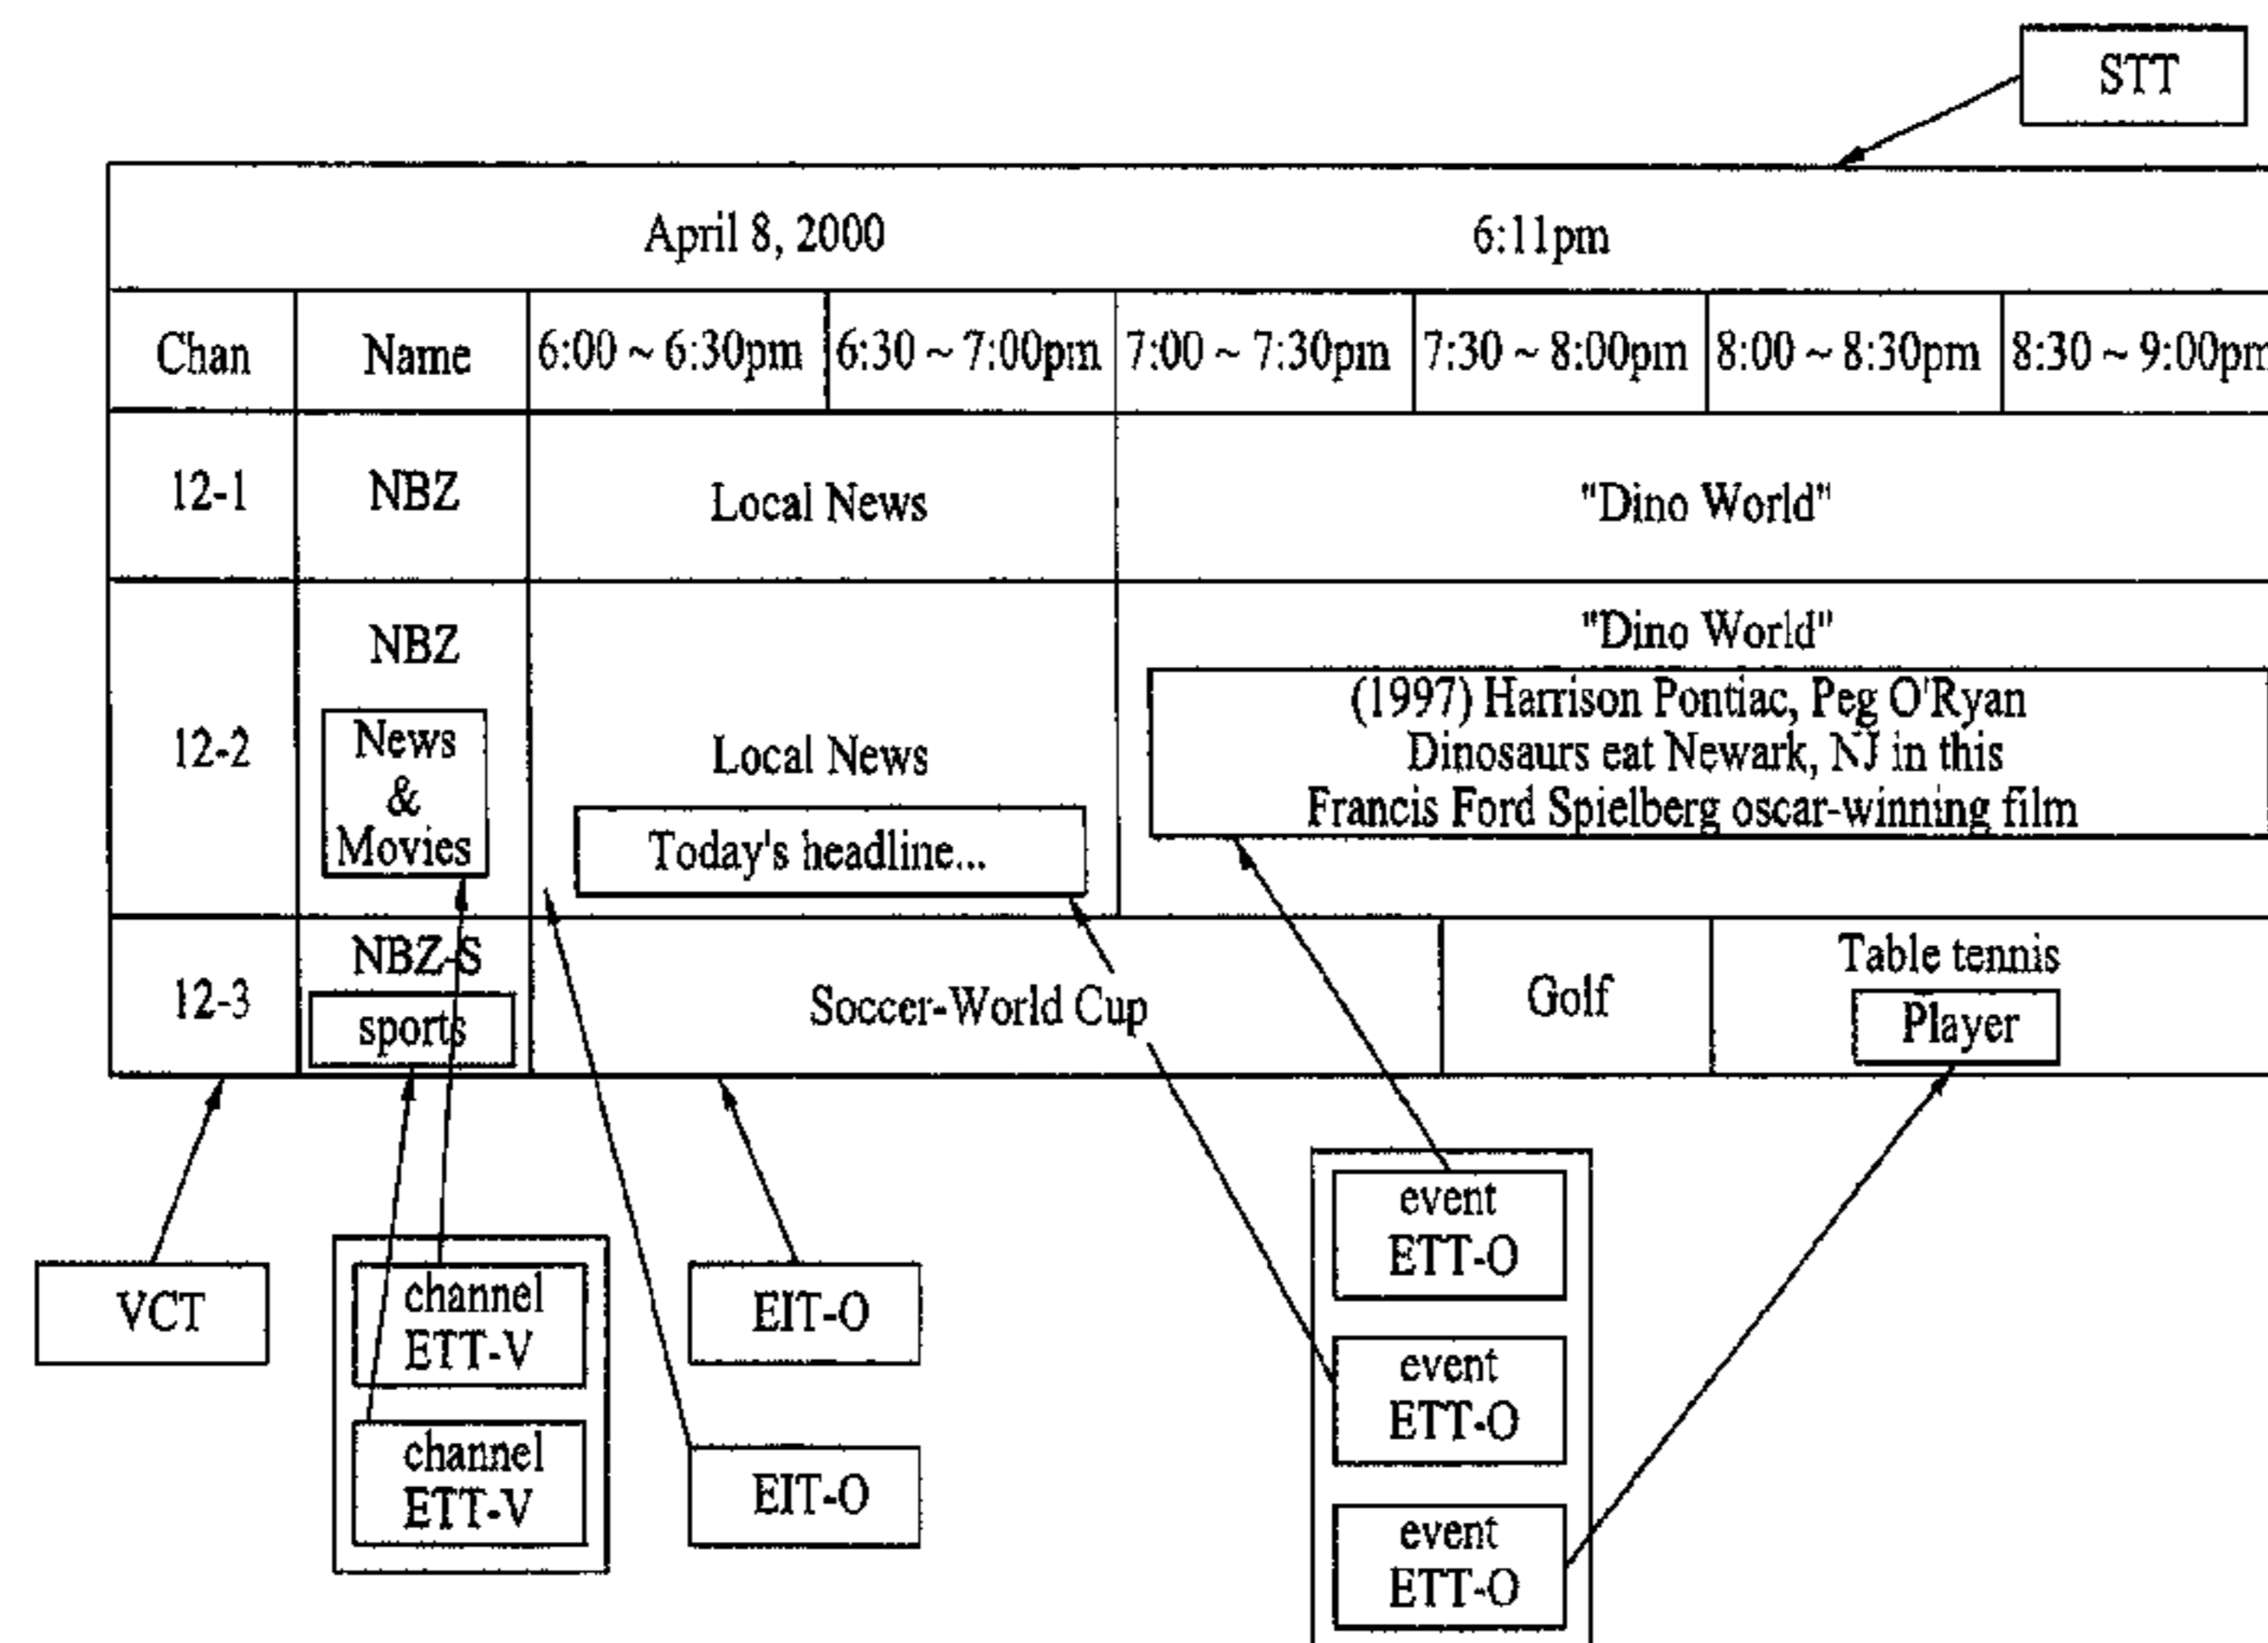 STT
April 8, 2000 6:11pm
Chan Name 6:00 ~ 6:30pm 6:30 ~ 7:00pm 7:00 ~ 7:30pm 7:30 ~ 8:00pm 8:00 ~ 8:30pm 8:30 ~ 9:00pm
12-1 NBZ Local News "Dino World"
12-2
NBZ
News
&
Movies
Local News
Today's headline...
"Dino World"
(1997) Harrison Pontiac, Peg O'Ryan
Dinosaurs eat Newark, NJ in this
Francis Ford Spielberg oscar-winning film
12-3
NBZ-S
sports
Soccer-World Cup
Golf
Table tennis
Player
VCT
channel
ETT-V
channel
ETT-V
EIT-O
EIT-O
event
ETT-O
event
ETT-O
event
ETT-O